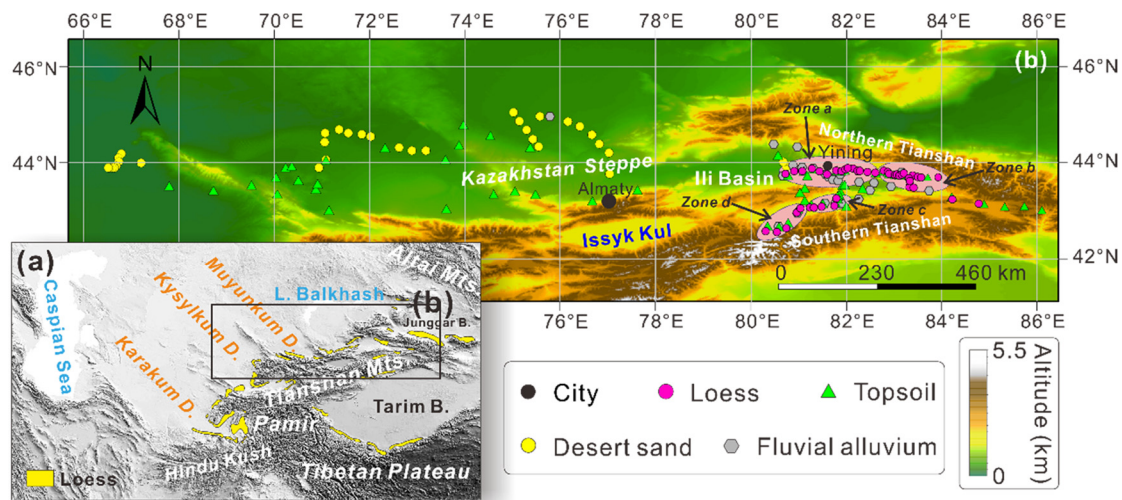 66°E 68°E 70°E 72°E 74°E 76°E 78°E 80°E 82°E 84°E 86°E
46°N
N
(b)
46°N
Zone a
Northern Tianshan
Yining
44°N
Kazakhstan Steppe
Zone b
44°N
Ili Basin
Almaty
Zone d
Zone c
Issyk Kul
Southern Tianshan
42°N
0 230 460 km
76°E 78°E 80°E 82°E 84°E 86°E
(a)
Altai Mts
Caspian Sea
Kysylkum D.
Muyunkum D.
L. Balkhash
(b)
Junggar B.
Karakum D.
Tianshan Mts.
Tarim B.
Pamir
Hindu Kush
Tibetan Plateau
Loess
City
Loess
Topsoil
Desert sand
Fluvial alluvium
5.5
0
Altitude (km)